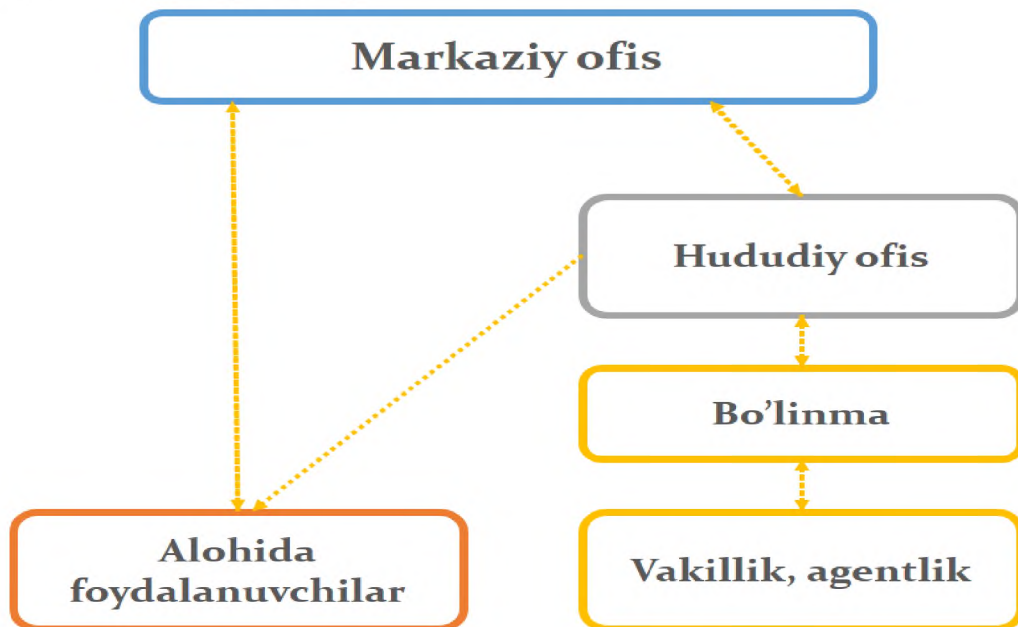 Markaziy ofis
Hududiy ofis
Bo’linma
Alohida
foydalanuvchilar
Vakillik, agentlik